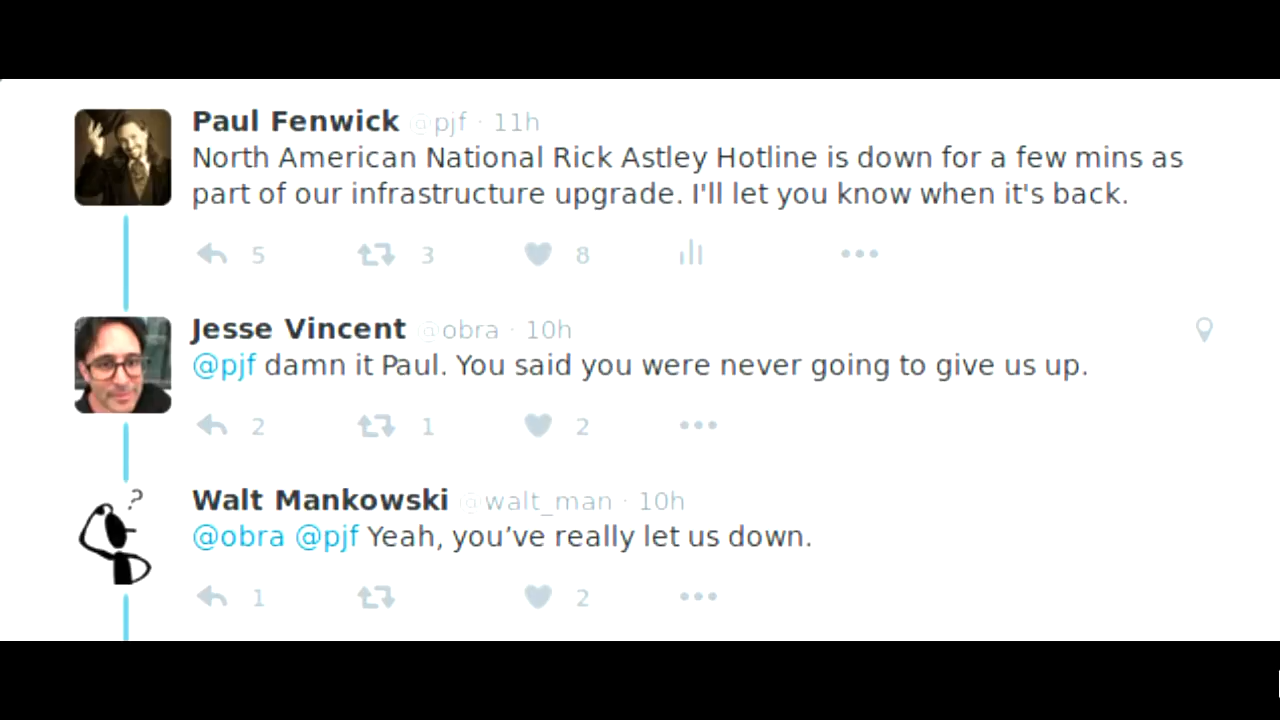 Paul Fenwick @pjf · 11h
North American National Rick Astley Hotline is down for a few mins as
part of our infrastructure upgrade. I'll let you know when it's back.
5 3 8
Jesse Vincent @obra · 10h
@pjf damn it Paul. You said you were never going to give us up.
2 1 2
?
Walt Mankowski @walt_man · 10h
@obra @pjf Yeah, you’ve really let us down.
1 2